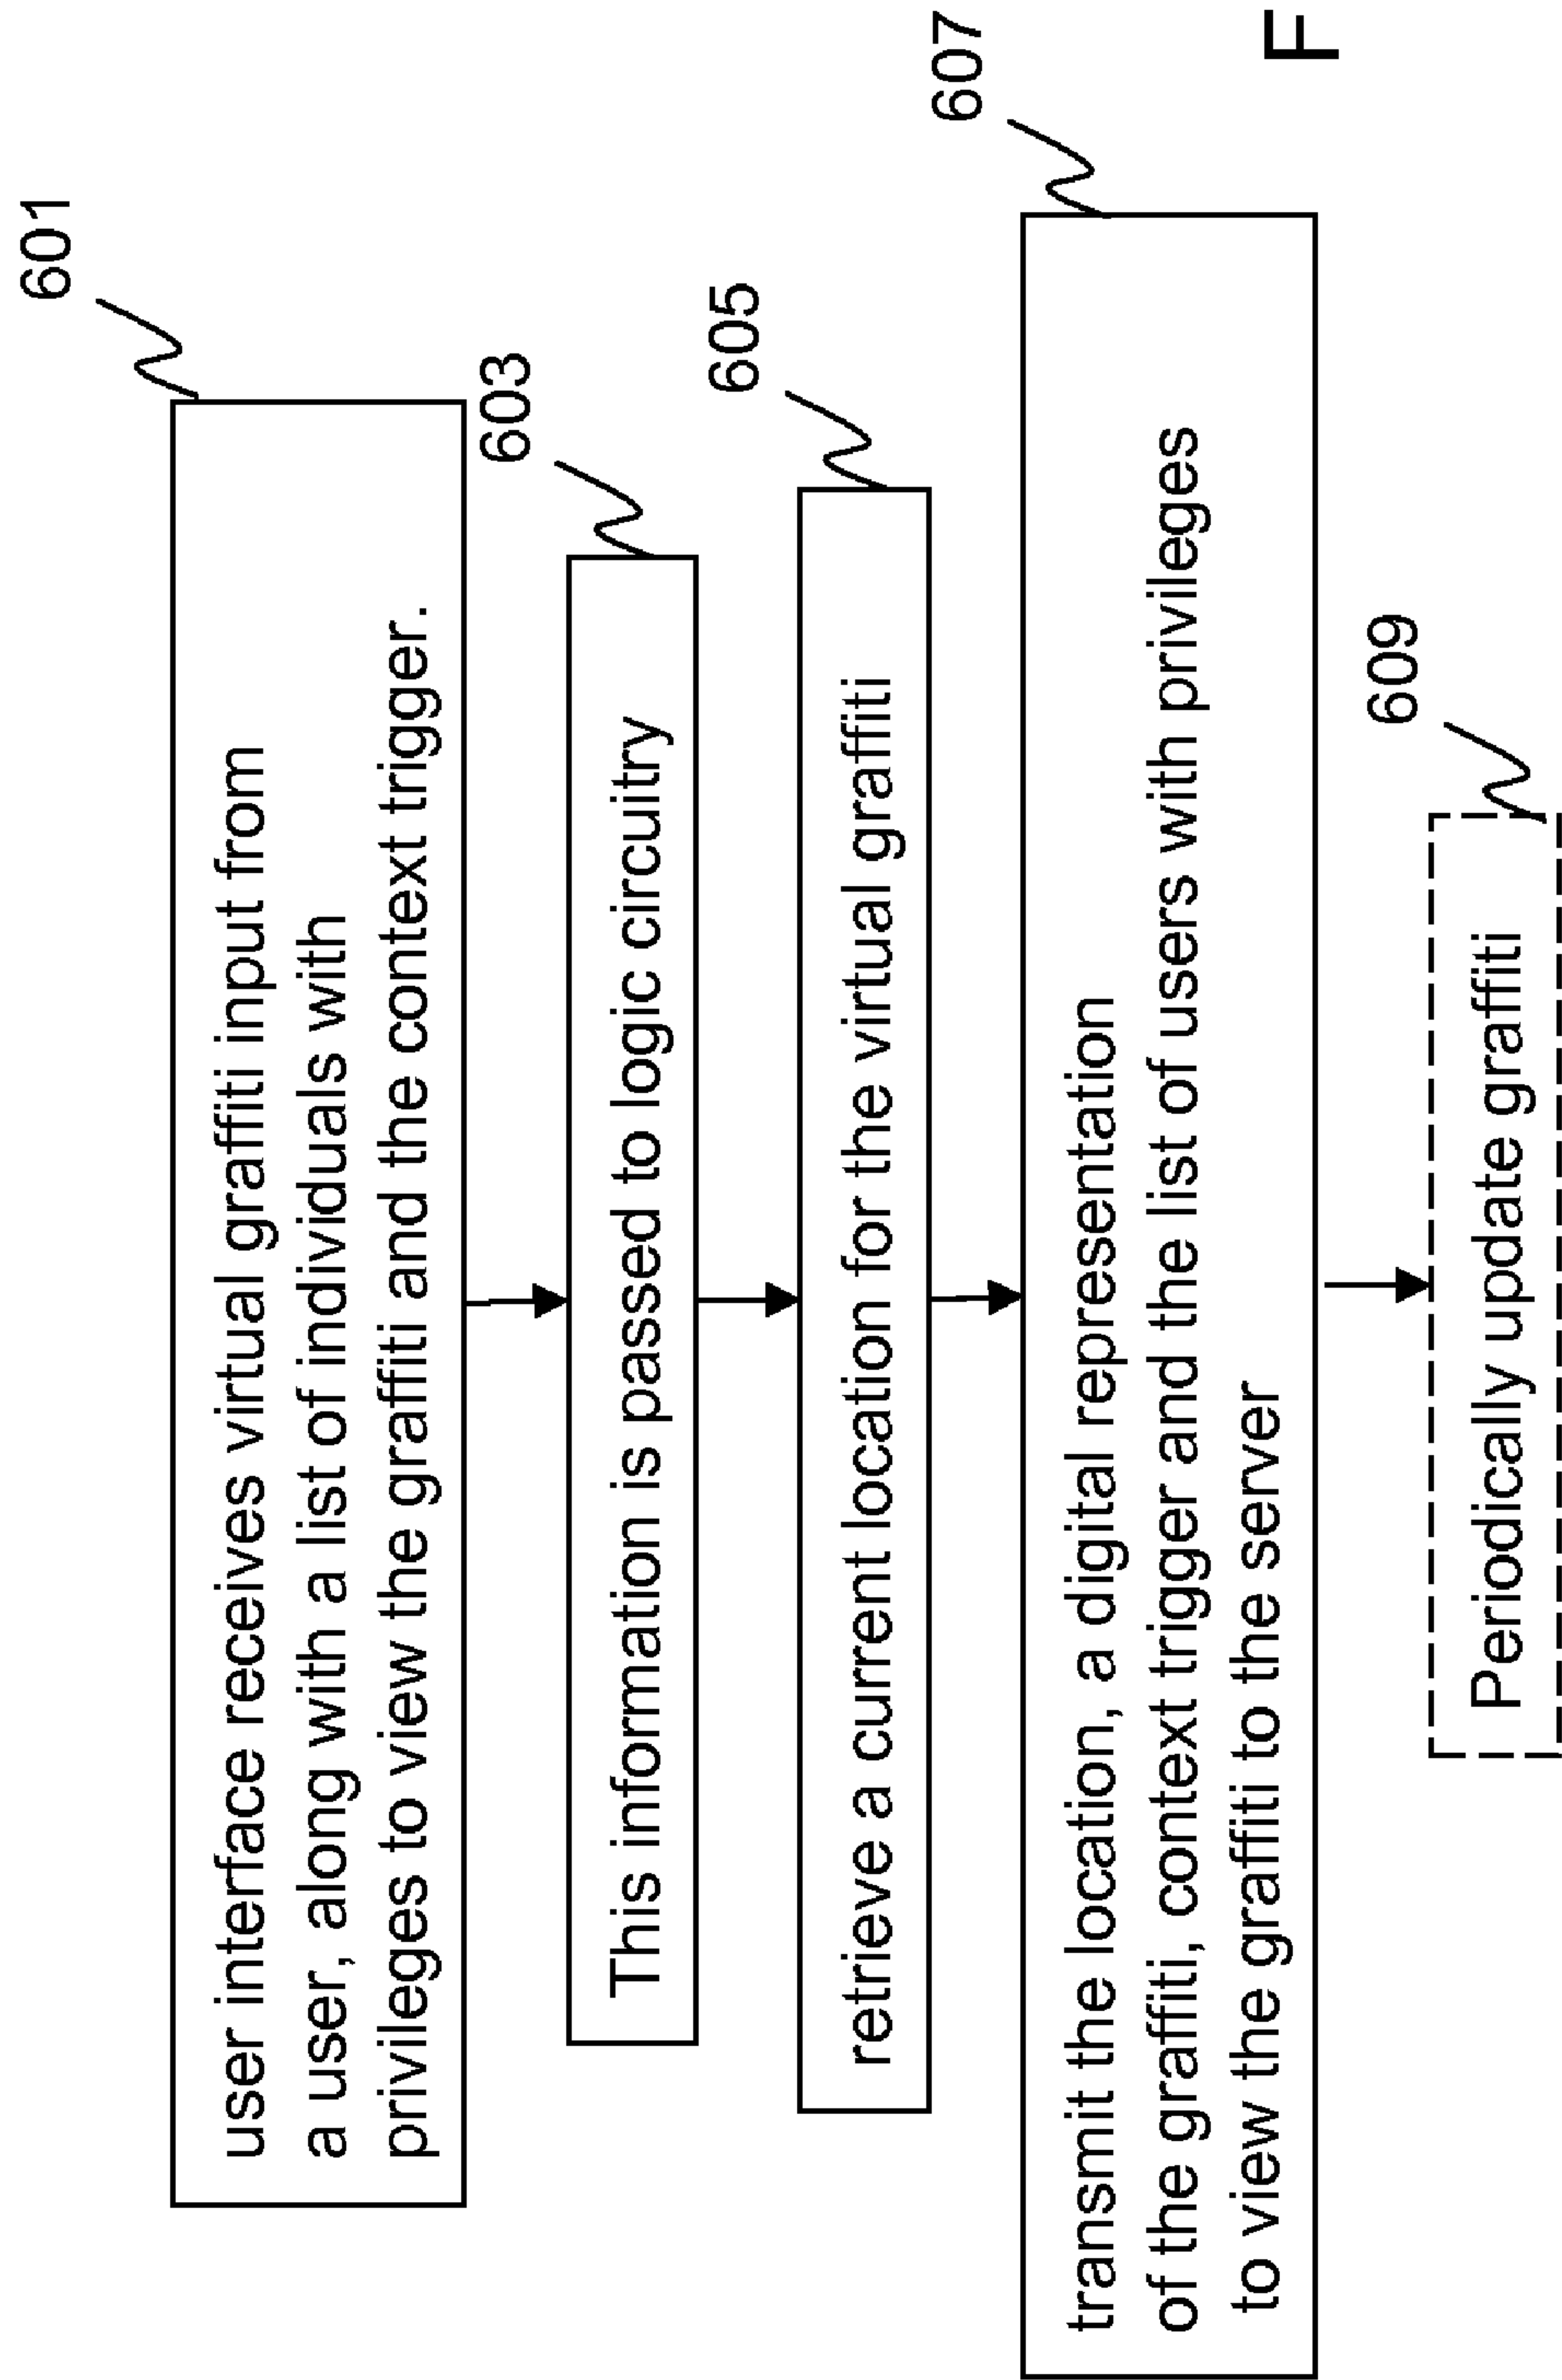 601
user interface receives virtual graffiti input from
a user, along with a list of individuals with
privileges to view the graffiti and the context trigger.
603
This information is passed to logic circuitry
605
retrieve a current location for the virtual graffiti
607
transmit the location, a digital representation
of the graffiti, context trigger and the list of users with privileges
to view the graffiti to the server
609
Periodically update graffiti
F